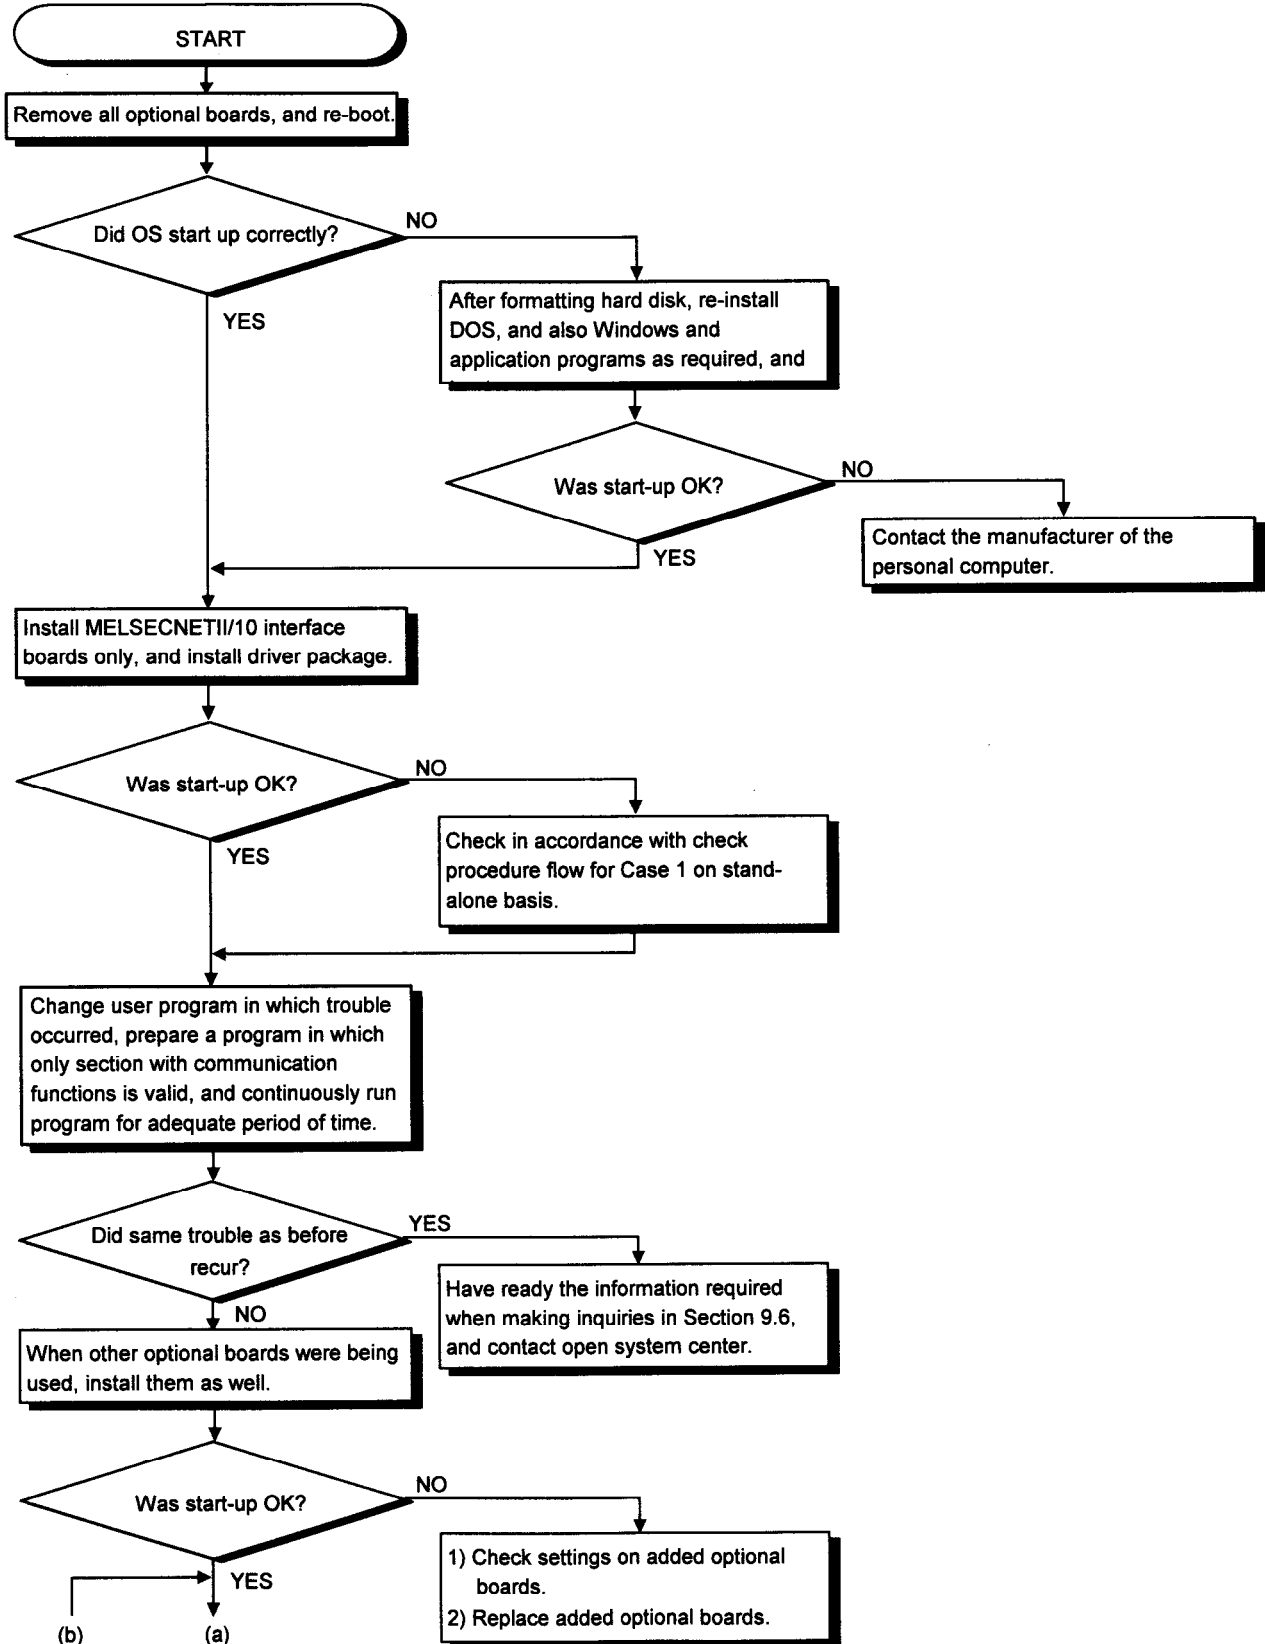 START
Remove all optional boards, and re-boot.
Did OS start up correctly?
NO
YES
After formatting hard disk, re-install
DOS, and also Windows and
application programs as required, and
Was start-up OK?
NO
YES
Contact the manufacturer of the
personal computer.
Install MELSECNETII/10 interface
boards only, and install driver package.
Was start-up OK?
NO
YES
Check in accordance with check
procedure flow for Case 1 on stand-
alone basis.
Change user program in which trouble
occurred, prepare a program in which
only section with communication
functions is valid, and continuously run
program for adequate period of time.
Did same trouble as before
recur?
YES
NO
Have ready the information required
when making inquiries in Section 9.6,
and contact open system center.
When other optional boards were being
used, install them as well.
Was start-up OK?
NO
YES
1) Check settings on added optional
boards.
2) Replace added optional boards.
(b)
(a)